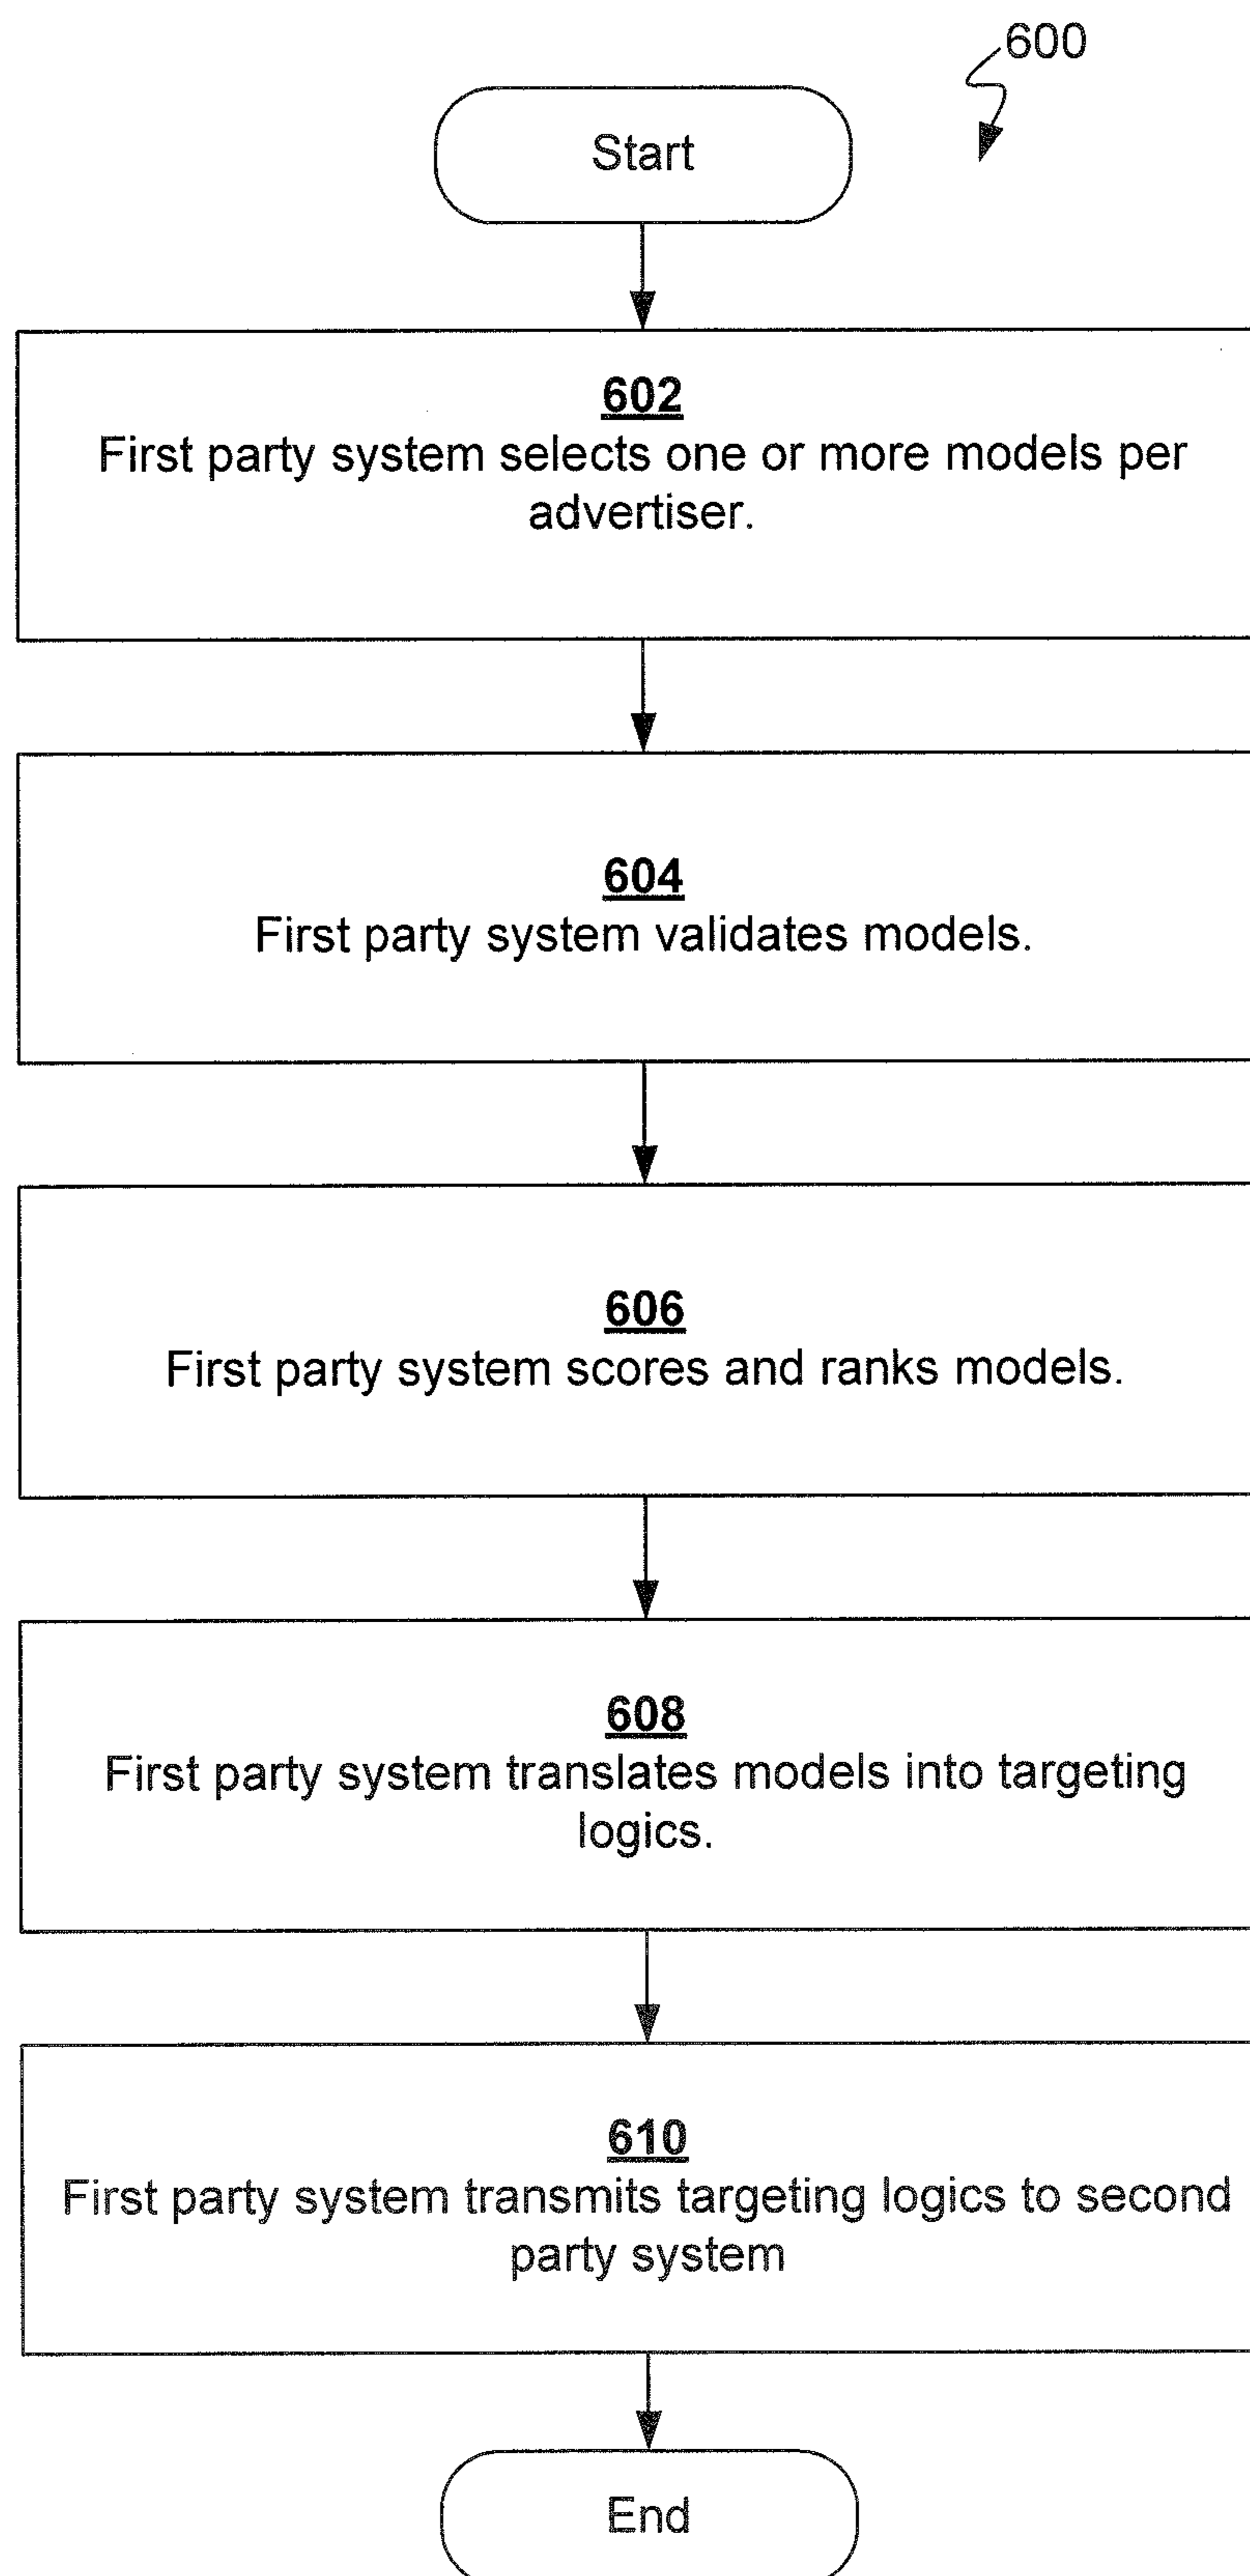 600
Start
602
First party system selects one or more models per
advertiser.
604
First party system validates models.
606
First party system scores and ranks models.
608
First party system translates models into targeting
logics.
610
First party system transmits targeting logics to second
party system
End